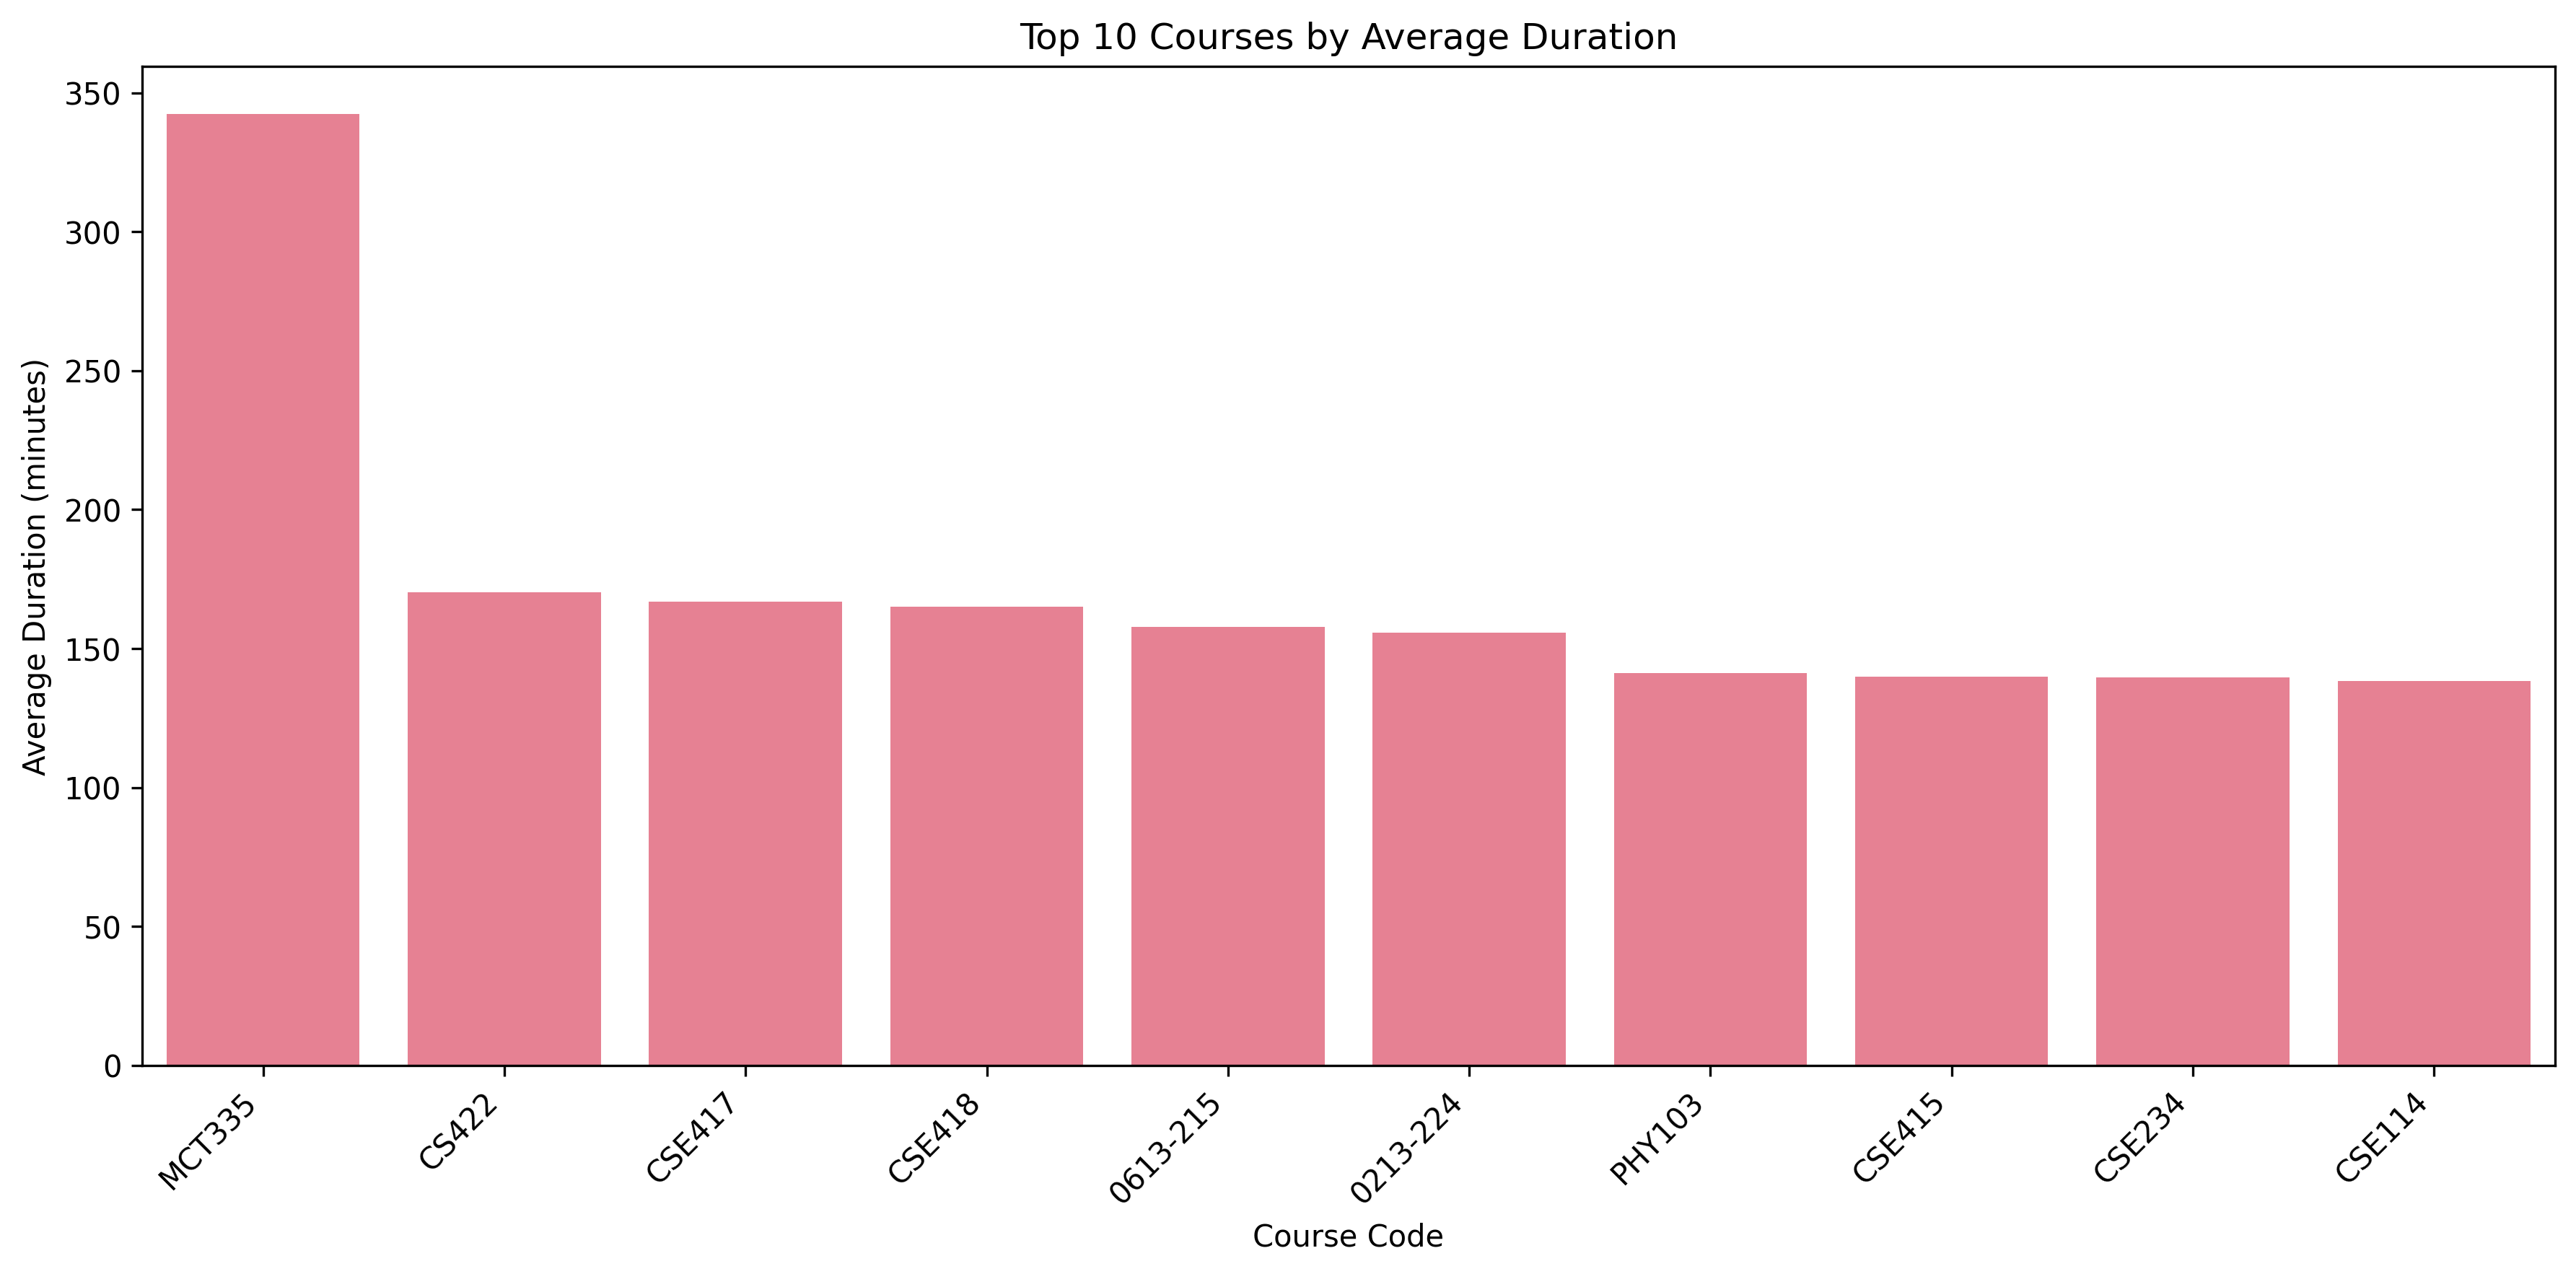 Top 10 Courses by Average Duration
Average Duration (minutes)
350
300
250
200
150
100
50
0
MCT335
CS422
CSE417
CSE418
0613-215
0213-224
PHY103
CSE415
CSE234
CSE114
Course Code